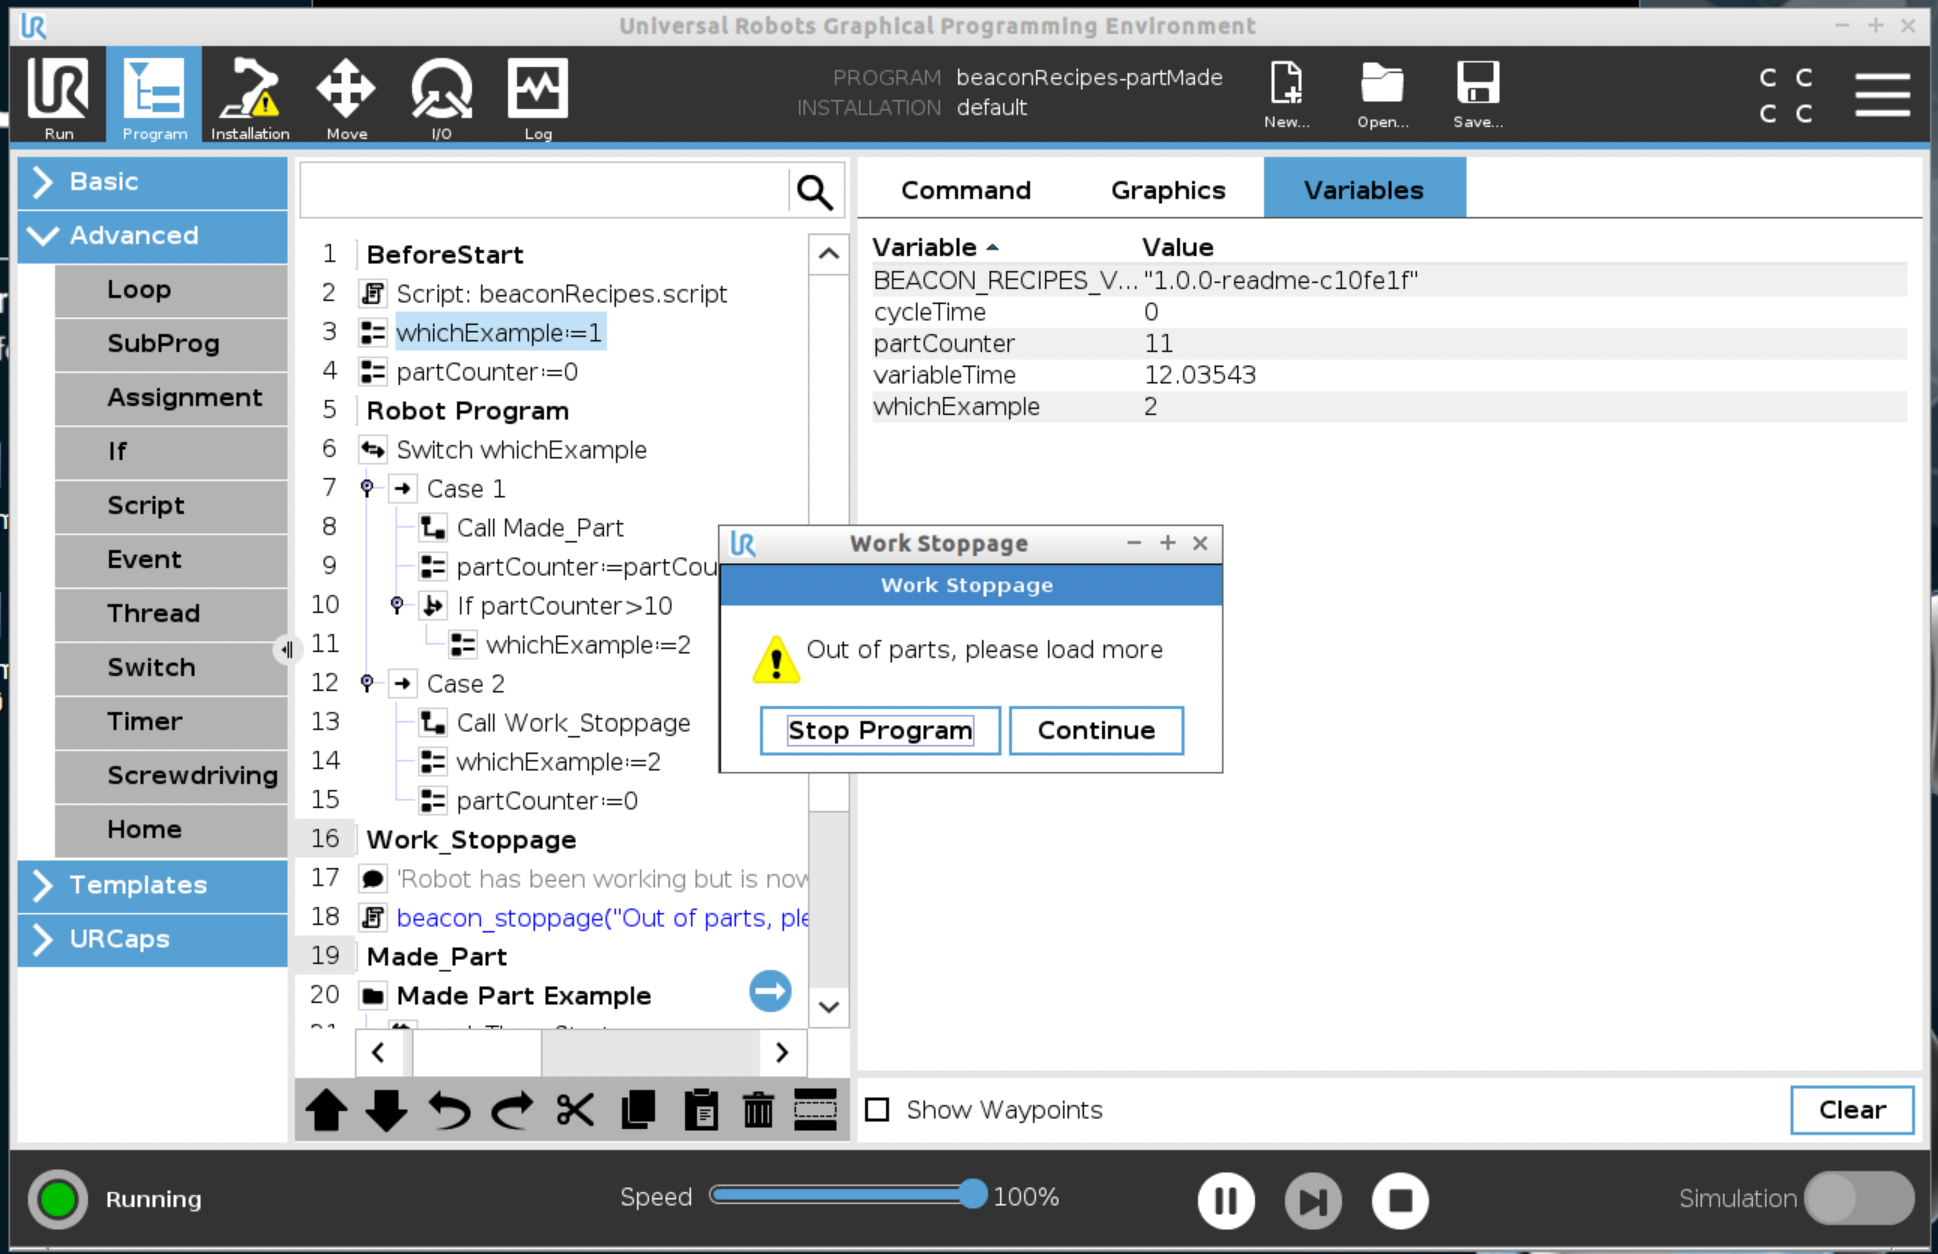 Universal Robots Graphical Programming Environment
Run
Program
Installation
Move
I/O
Log
PROGRAM beaconRecipes-partMade
INSTALLATION default
New...
Open...
Save...
C C
C C
Basic
Advanced
Loop
SubProg
Assignment
If
Script
Event
Thread
Switch
Timer
Screwdriving
Home
Templates
URCaps
1 BeforeStart
2 Script: beaconRecipes.script
3 whichExample:=1
4 partCounter:=0
5 Robot Program
6 Switch whichExample
7 Case 1
8 Call Made_Part
9 partCounter:=partCou
10 If partCounter>10
11 whichExample:=2
12 Case 2
13 Call Work_Stoppage
14 whichExample:=2
15 partCounter:=0
16 Work_Stoppage
17 'Robot has been working but is now
18 beacon_stoppage("Out of parts, ple
19 Made_Part
20 Made Part Example
Command
Graphics
Variables
Variable Value
BEACON_RECIPES_V... "1.0.0-readme-c10fe1f"
cycleTime 0
partCounter 11
variableTime 12.03543
whichExample 2
Work Stoppage
Work Stoppage
Out of parts, please load more
Stop Program
Continue
Show Waypoints
Clear
Running
Speed 100%
Simulation